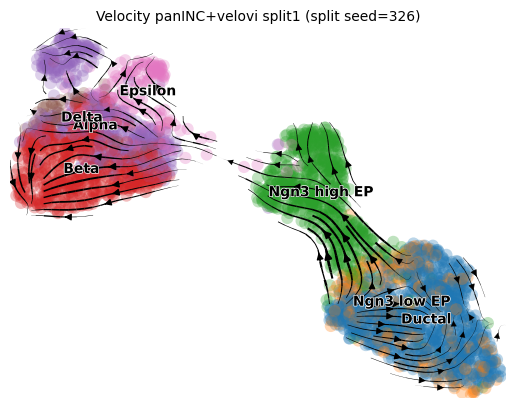 Velocity panINC+velovi split1 (split seed=326)
Epsilon
Delta
Alpha
Beta
Ngn3 high EP
Ngn3 low EP
Ductal